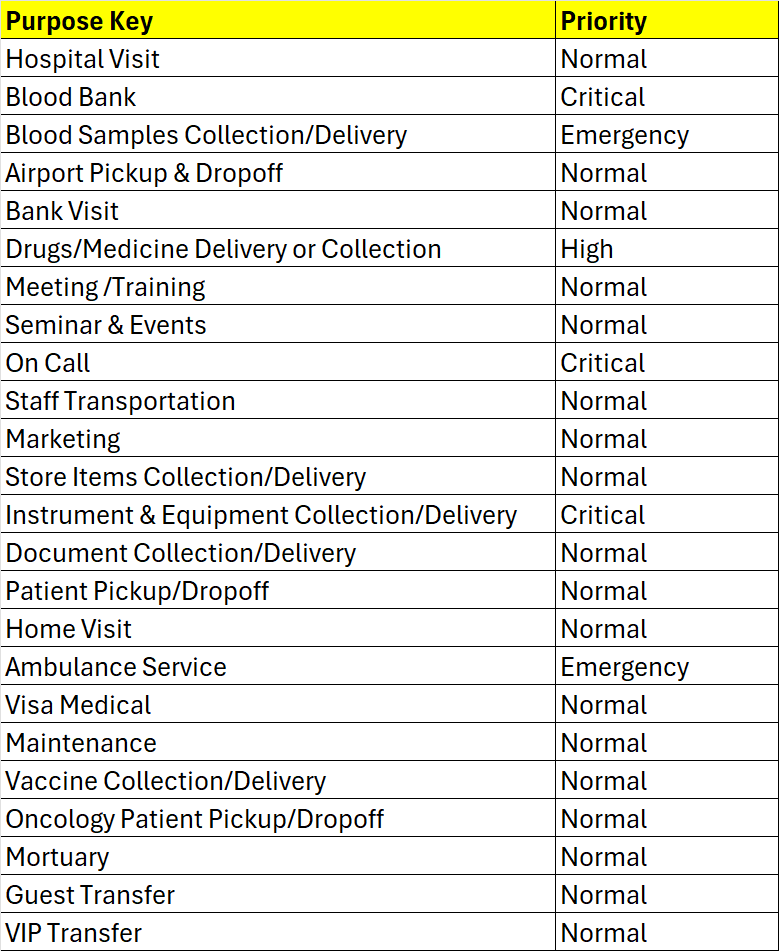 Purpose Key Priority
Hospital Visit Normal
Blood Bank Critical
Blood Samples Collection/Delivery Emergency
Airport Pickup & Dropoff Normal
Bank Visit Normal
Drugs/Medicine Delivery or Collection High
Meeting /Training Normal
Seminar & Events Normal
On Call Critical
Staff Transportation Normal
Marketing Normal
Store Items Collection/Delivery Normal
Instrument & Equipment Collection/Delivery Critical
Document Collection/Delivery Normal
Patient Pickup/Dropoff Normal
Home Visit Normal
Ambulance Service Emergency
Visa Medical Normal
Maintenance Normal
Vaccine Collection/Delivery Normal
Oncology Patient Pickup/Dropoff Normal
Mortuary Normal
Guest Transfer Normal
VIP Transfer Normal